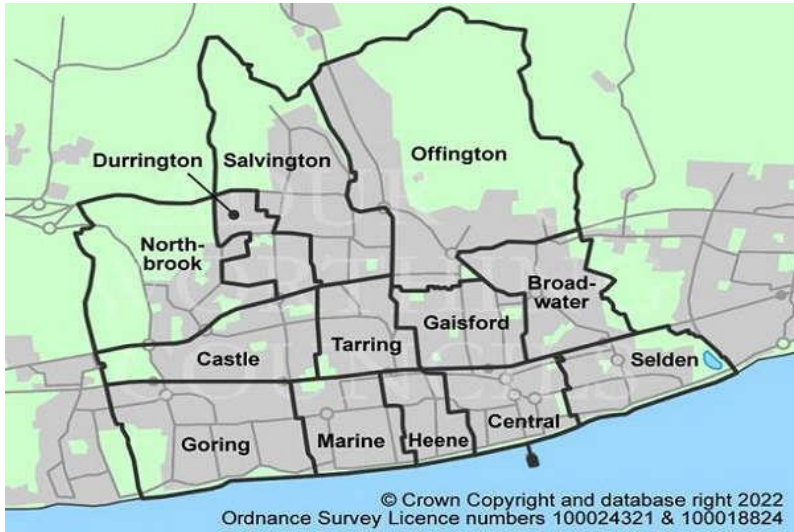 Durrington
Salvington
Offington
North-
brook
Broad-
water
Gaisford
Tarring
Castle
Selden
Goring
Marine
Heene
Central
© Crown Copyright and database right 2022
Ordnance Survey Licence numbers 100024321 & 100018824